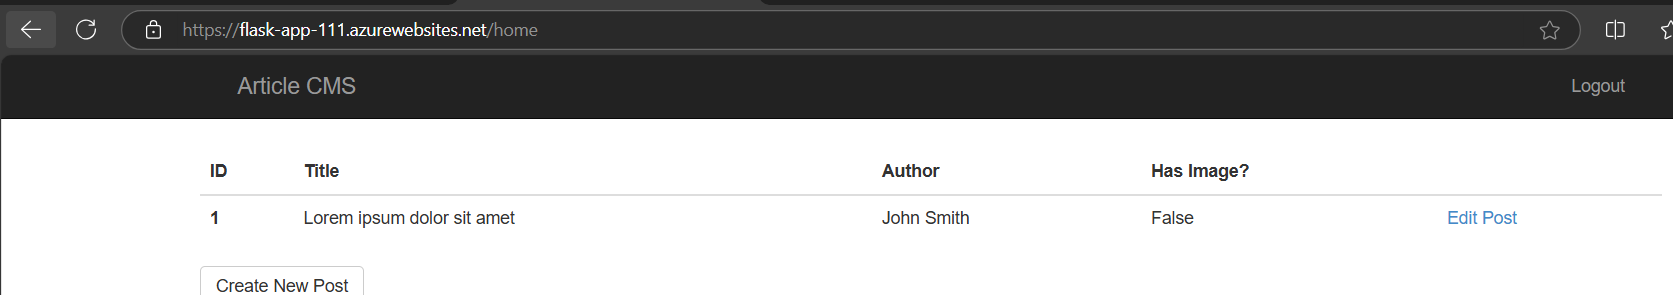 https://flask-app-111.azurewebsites.net/home
Article CMS Logout
ID Title Author Has Image?
1 Lorem ipsum dolor sit amet John Smith False Edit Post
Create New Post